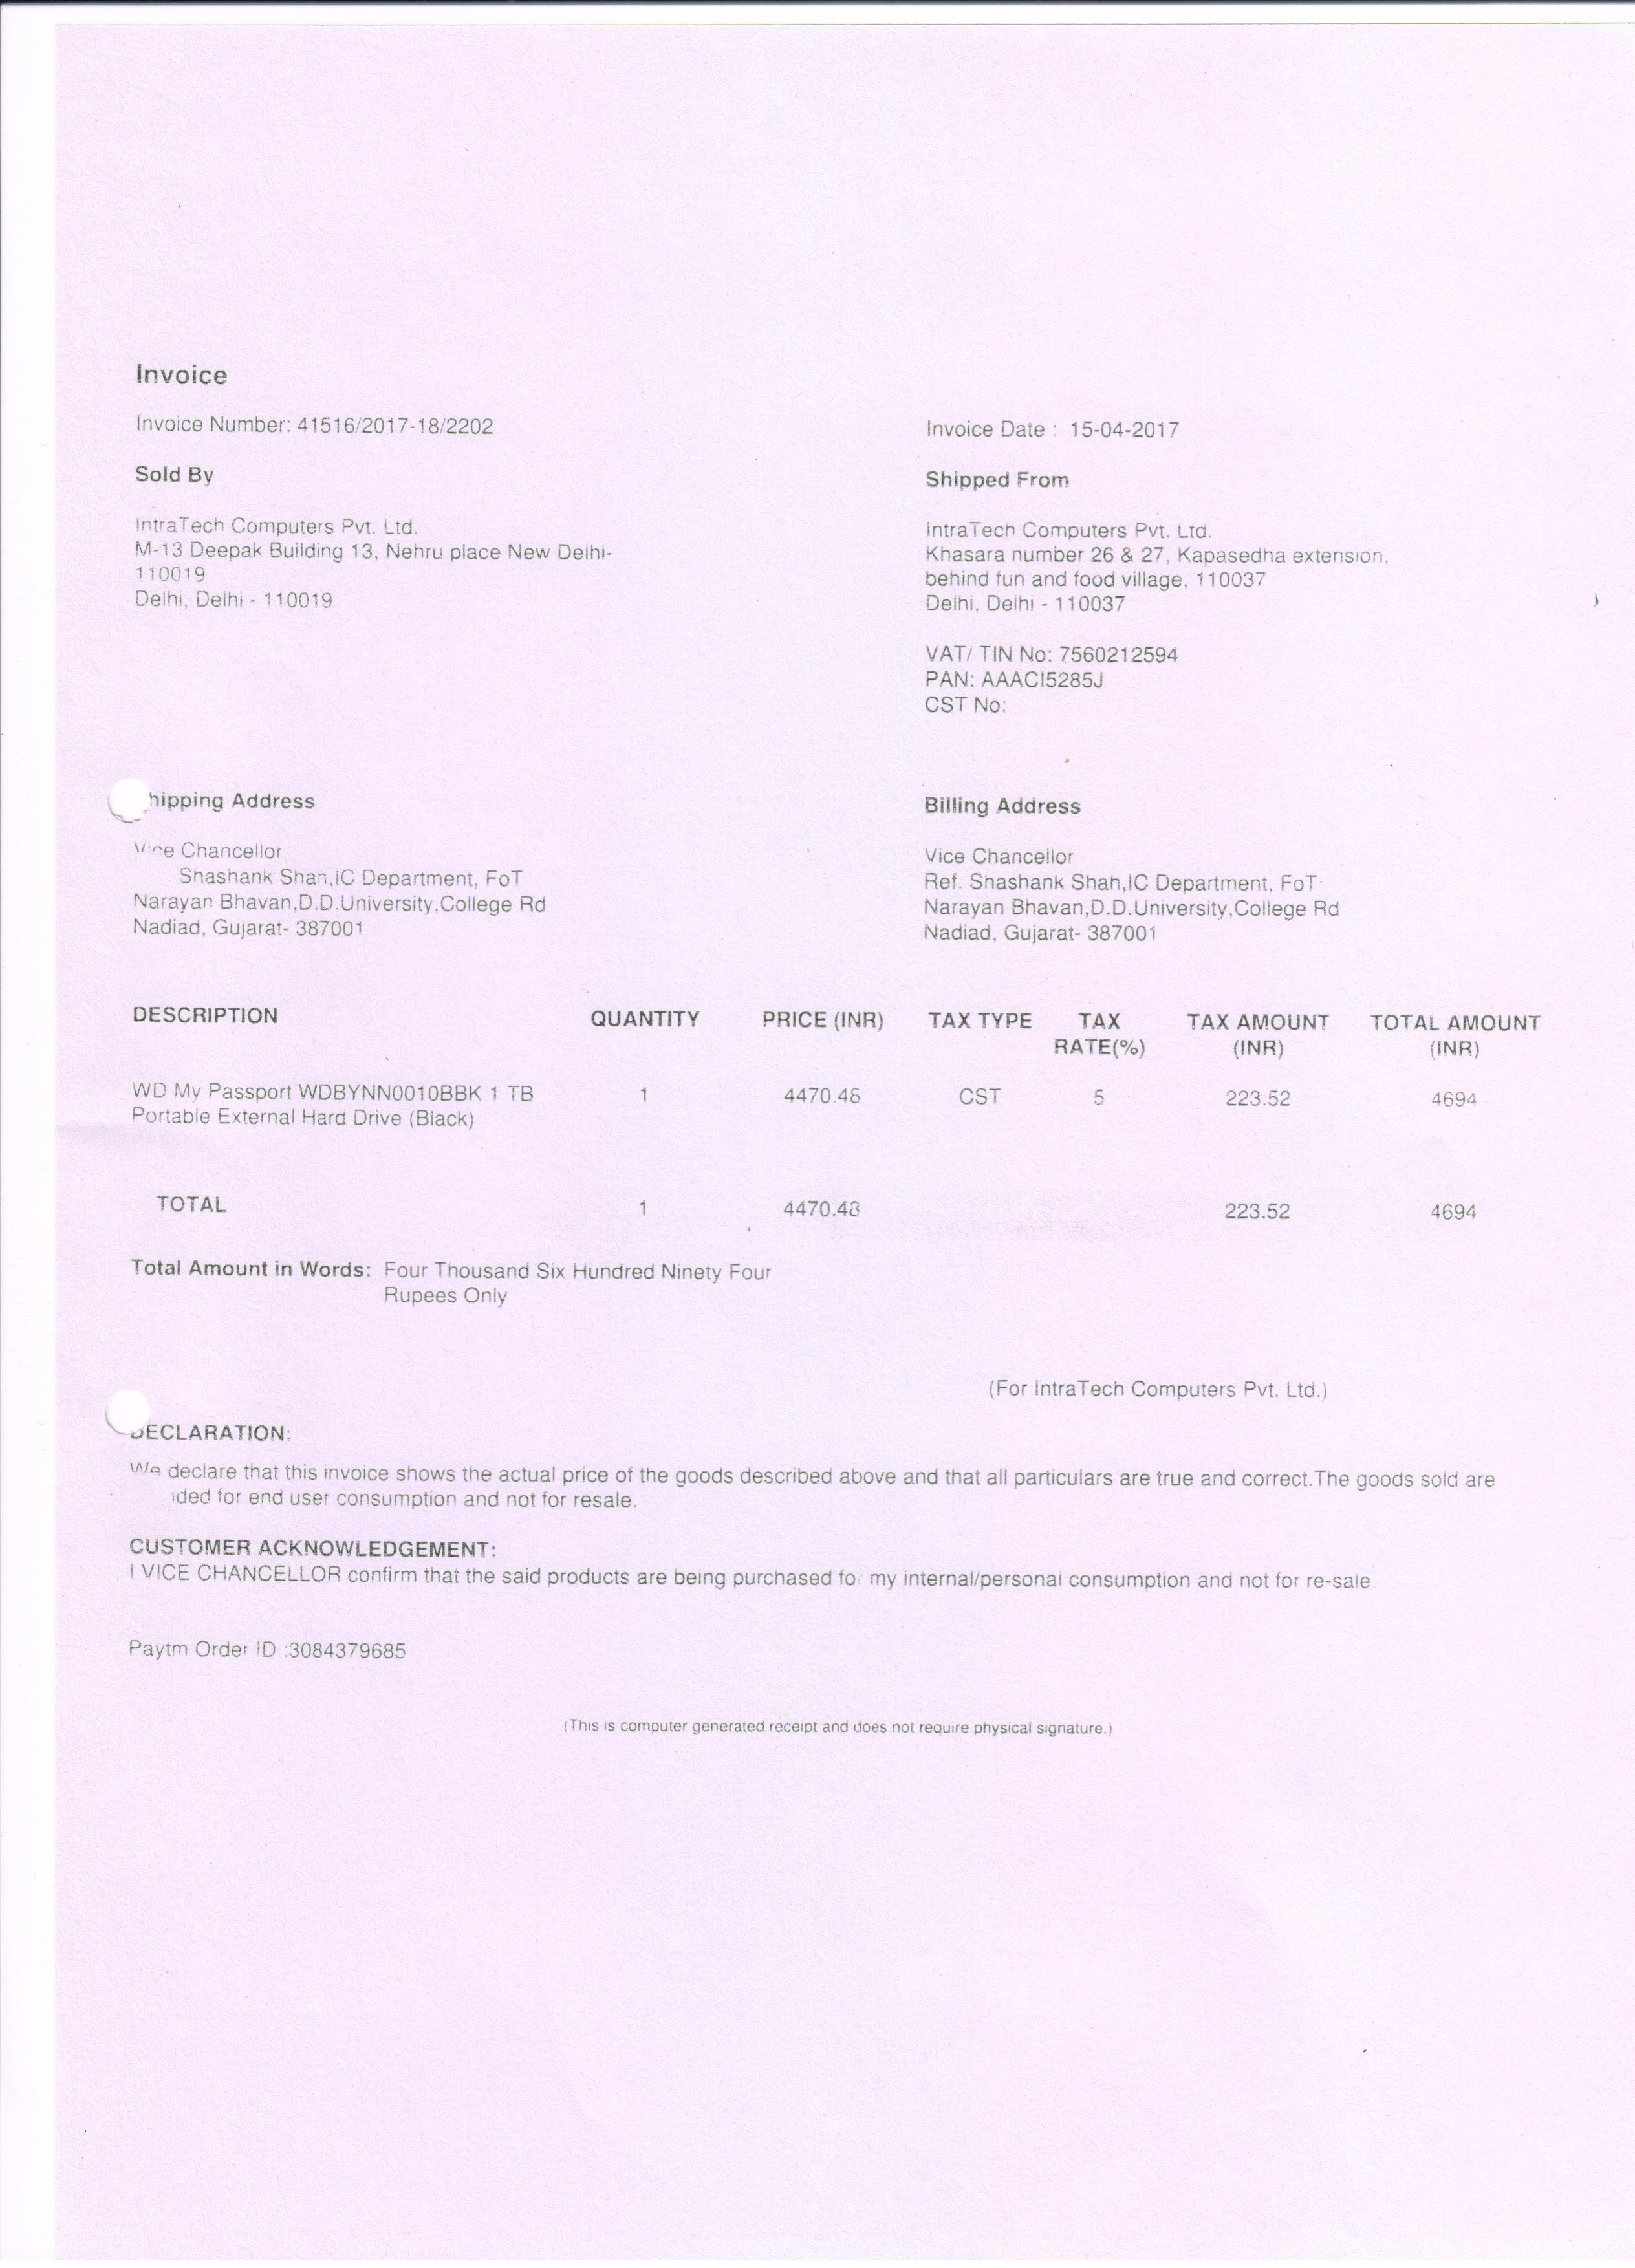 Invoice
Invoice Number: 41516/2017-18/2202
Invoice Date : 15-04-2017
Sold By
IntraTech Computers Pvt. Ltd.
M-13 Deepak Building 13, Nehru place New Delhi-
110019
Delhi, Delhi - 110019
Shipped From
IntraTech Computers Pvt. Ltd.
Khasara number 26 & 27, Kapasedha extension,
behind fun and food village, 110037
Delhi, Delhi - 110037
VAT/ TIN No: 7560212594
PAN: AAACI5285J
CST No:
hipping Address
Vice Chancellor
Shashank Shah,IC Department, FoT
Narayan Bhavan,D.D.University,College Rd
Nadiad, Gujarat- 387001
Billing Address
Vice Chancellor
Ref. Shashank Shah,IC Department, FoT
Narayan Bhavan,D.D.University,College Rd
Nadiad, Gujarat- 387001
DESCRIPTION QUANTITY PRICE (INR) TAX TYPE TAX RATE(%) TAX AMOUNT (INR) TOTAL AMOUNT (INR)
WD My Passport WDBYNN0010BBK 1 TB 1 4470.48 CST 5 223.52 4694
Portable External Hard Drive (Black)
TOTAL 1 4470.48 223.52 4694
Total Amount in Words: Four Thousand Six Hundred Ninety Four
Rupees Only
(For IntraTech Computers Pvt. Ltd.)
DECLARATION:
We declare that this invoice shows the actual price of the goods described above and that all particulars are true and correct.The goods sold are
ded for end user consumption and not for resale.
CUSTOMER ACKNOWLEDGEMENT:
I VICE CHANCELLOR confirm that the said products are being purchased for my internal/personal consumption and not for re-sale
Paytm Order ID :3084379685
(This is computer generated receipt and does not require physical signature.)